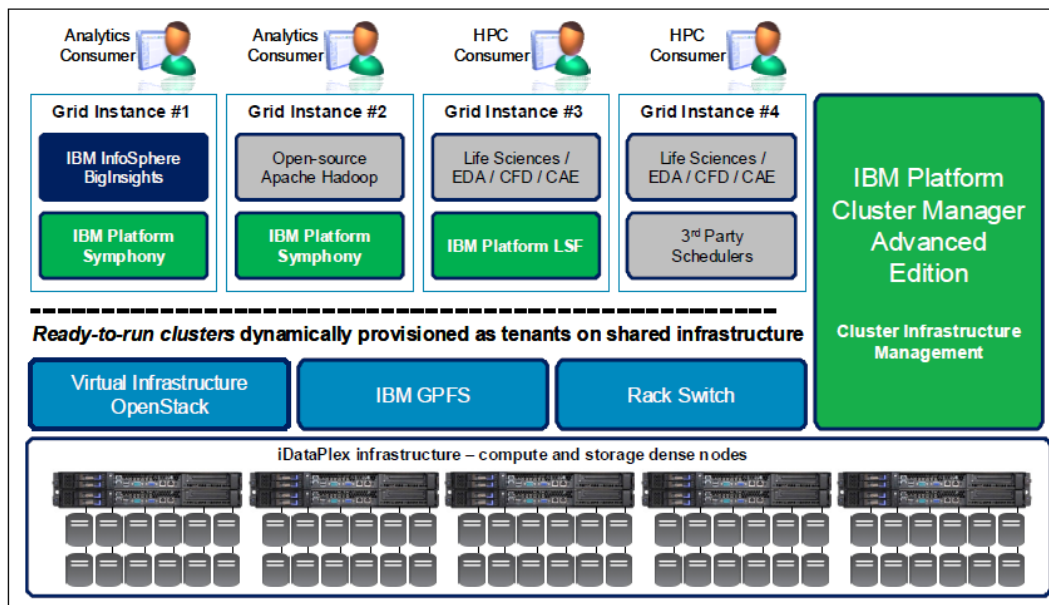 Analytics
Consumer
Analytics
Consumer
HPC
Consumer
HPC
Consumer
Grid Instance #1
IBM InfoSphere
BigInsights
IBM Platform
Symphony
Grid Instance #2
Open-source
Apache Hadoop
IBM Platform
Symphony
Grid Instance #3
Life Sciences /
EDA / CFD / CAE
IBM Platform LSF
Grid Instance #4
Life Sciences /
EDA / CFD / CAE
3rd Party
Schedulers
IBM Platform
Cluster Manager
Advanced
Edition
Cluster Infrastructure
Management
Ready-to-run clusters dynamically provisioned as tenants on shared infrastructure
Virtual Infrastructure
OpenStack
IBM GPFS
Rack Switch
iDataPlex infrastructure – compute and storage dense nodes